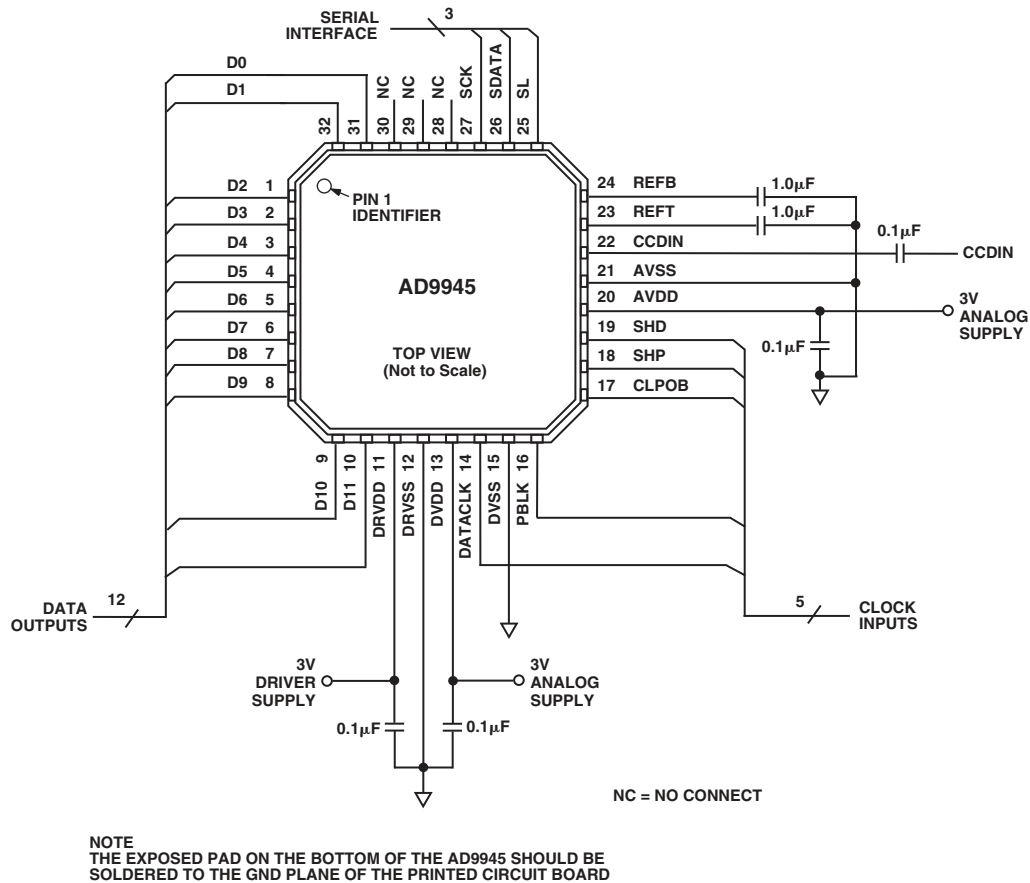 SERIAL
INTERFACE
3
D0
D1
32
31
30 NC
29 NC
28 NC
27 SCK
26 SDATA
25 SL
D2 1
D3 2
D4 3
D5 4
D6 5
D7 6
D8 7
D9 8
PIN 1
IDENTIFIER
AD9945
TOP VIEW
(Not to Scale)
24 REFB
23 REFT
22 CCDIN
21 AVSS
20 AVDD
19 SHD
18 SHP
17 CLPOB
1.0μF
1.0μF
0.1μF
CCDIN
3V
ANALOG
SUPPLY
0.1μF
D10 9
D11 10
DRVDD 11
DRVSS 12
DVDD 13
DATACLK 14
DVSS 15
PBLK 16
DATA
OUTPUTS
12
5
CLOCK
INPUTS
3V
DRIVER
SUPPLY
3V
ANALOG
SUPPLY
0.1μF
0.1μF
NC = NO CONNECT
NOTE
THE EXPOSED PAD ON THE BOTTOM OF THE AD9945 SHOULD BE
SOLDERED TO THE GND PLANE OF THE PRINTED CIRCUIT BOARD